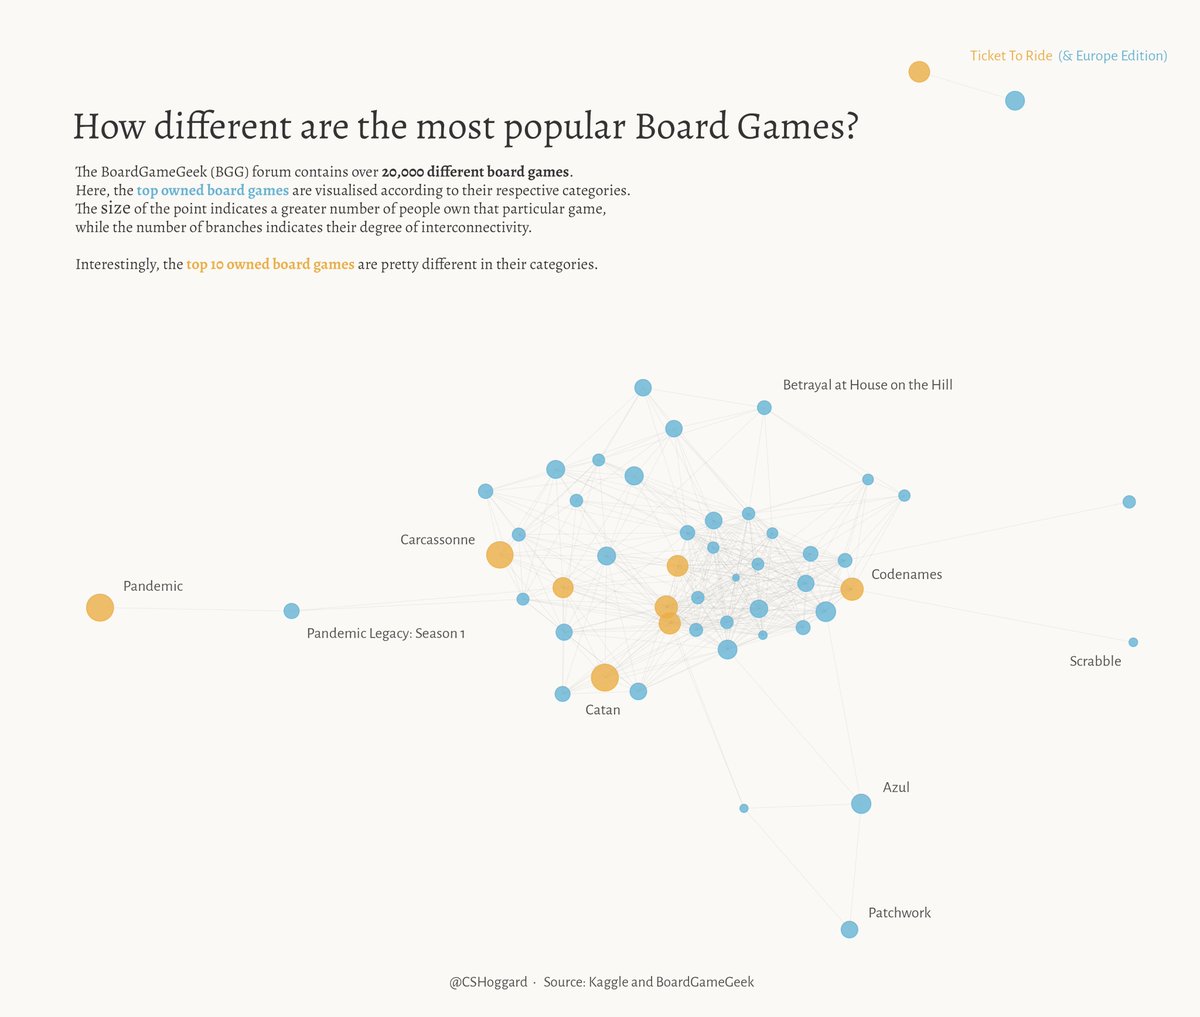 Ticket To Ride (& Europe Edition)
How different are the most popular Board Games?
The BoardGameGeek (BGG) forum contains over 20,000 different board games.
Here, the top owned board games are visualised according to their respective categories.
The size of the point indicates a greater number of people own that particular game,
while the number of branches indicates their degree of interconnectivity.
Interestingly, the top 10 owned board games are pretty different in their categories.
Betrayal at House on the Hill
Carcassonne
Codenames
Pandemic
Pandemic Legacy: Season 1
Scrabble
Catan
Azul
Patchwork
@CSHoggard · Source: Kaggle and BoardGameGeek